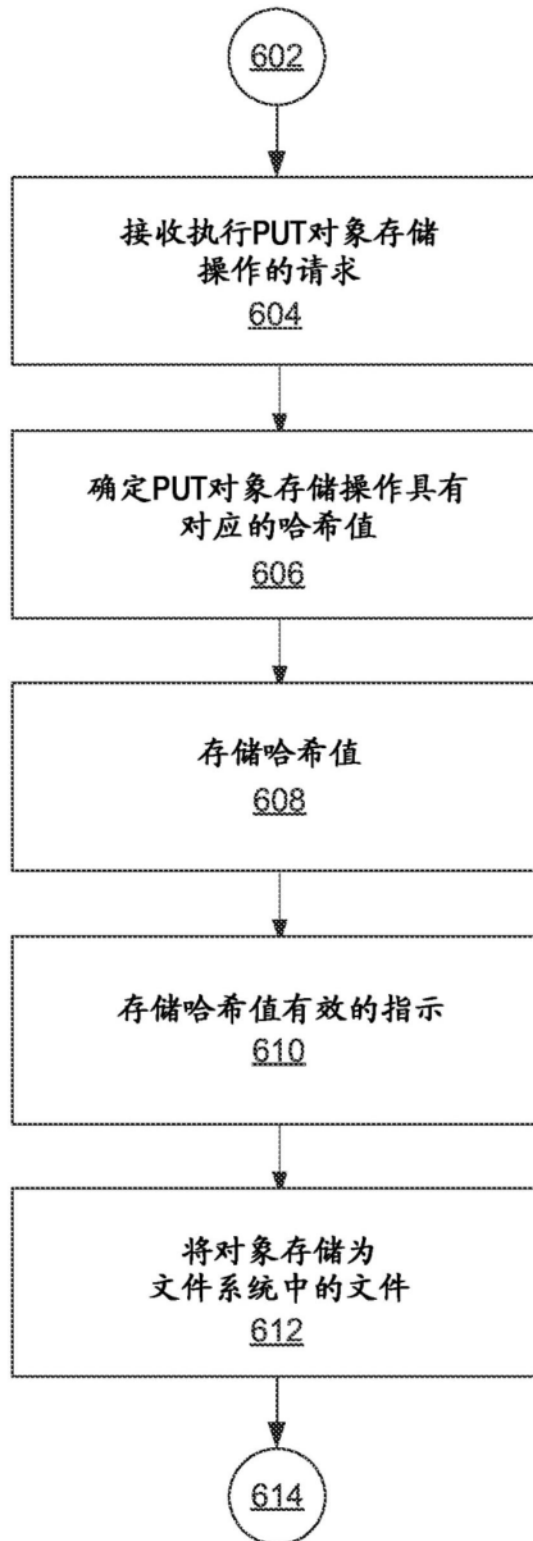 602
接收执行PUT对象存储
操作的请求
604
确定PUT对象存储操作具有
对应的哈希值
606
存储哈希值
608
存储哈希值有效的指示
610
将对象存储为
文件系统中的文件
612
614